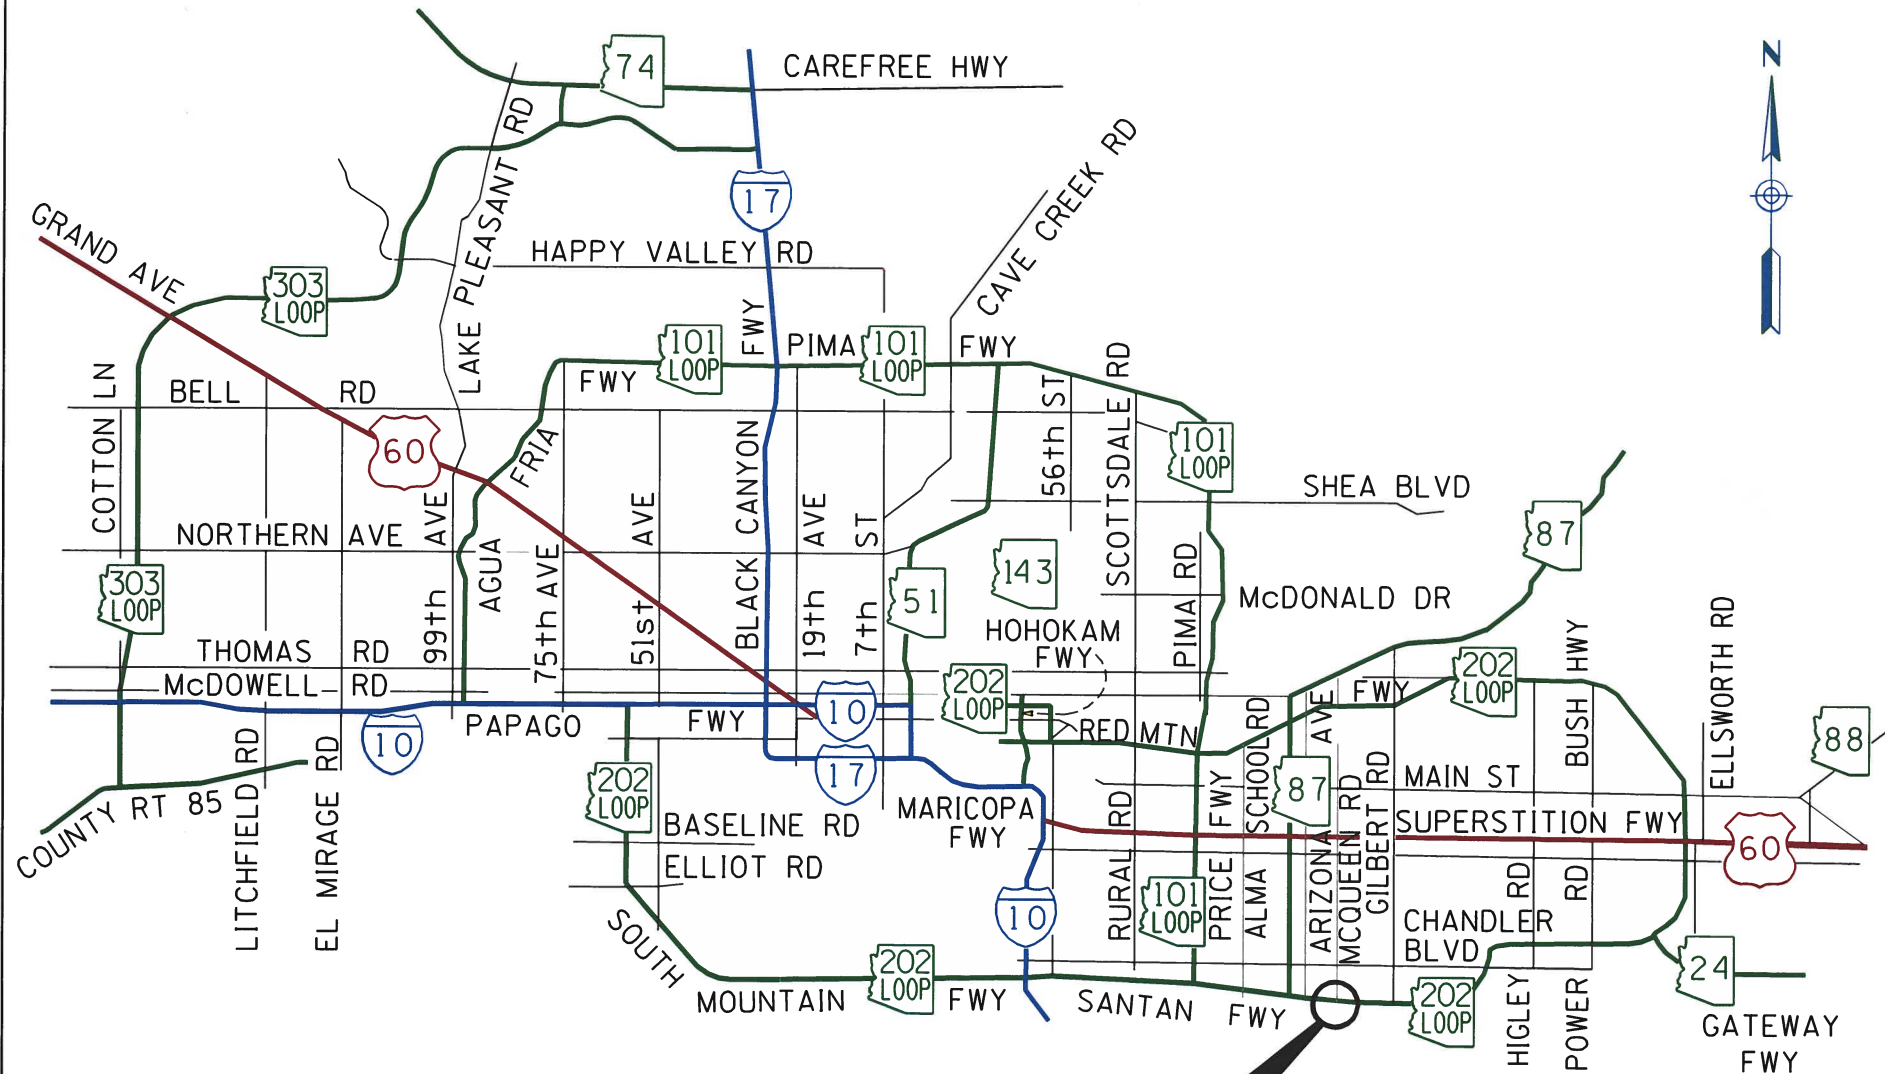 N
74
CAREFREE HWY
LAKE PLEASANT RD
17
CAVE CREEK RD
GRAND AVE
HAPPY VALLEY RD
303
LOOP
101
LOOP
FWY
PIMA
101
LOOP
FWY
FWY
BELL RD
60
COTTON LN
AGUA FRIA
BLACK CANYON
56th ST
SCOTTSDALE RD
101
LOOP
SHEA BLVD
87
NORTHERN AVE
99th AVE
75th AVE
51st AVE
19th AVE
7th ST
51
143
PIMA RD
McDONALD DR
303
LOOP
HOHOKAM
FWY
THOMAS RD
McDOWELL RD
202
LOOP
FWY
202
LOOP
BUSH HWY
ELLSWORTH RD
10
PAPAGO
FWY
10
RED MTN
88
17
202
LOOP
COUNTY RT 85
LITCHFIELD RD
EL MIRAGE RD
BASELINE RD
ELLIOT RD
MARICOPA
FWY
RURAL RD
PRICE FWY
ALMA SCHOOL RD
87
ARIZONA AVE
MCQUEEN RD
GILBERT RD
MAIN ST
SUPERSTITION FWY
60
10
101
LOOP
CHANDLER
BLVD
HIGLEY RD
POWER RD
SOUTH
MOUNTAIN
202
LOOP
FWY
SANTAN
FWY
202
LOOP
24
GATEWAY
FWY